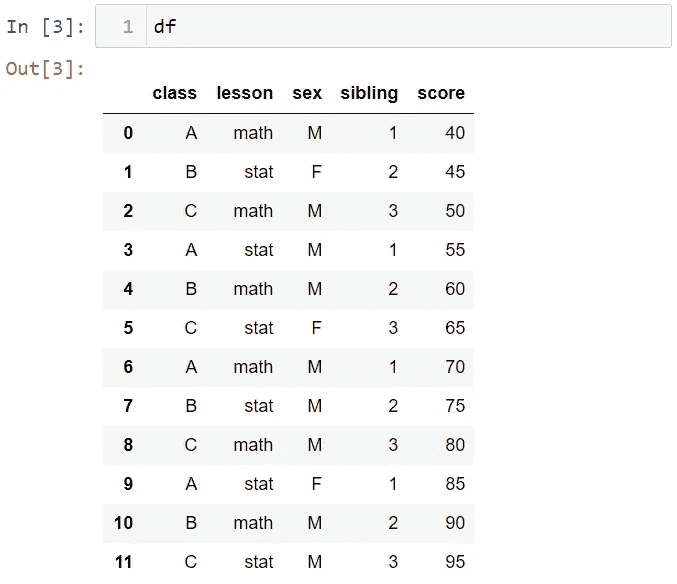 In [3]: 1 df
Out[3]:
class lesson sex sibling score
0 A math M 1 40
1 B stat F 2 45
2 C math M 3 50
3 A stat M 1 55
4 B math M 2 60
5 C stat F 3 65
6 A math M 1 70
7 B stat M 2 75
8 C math M 3 80
9 A stat F 1 85
10 B math M 2 90
11 C stat M 3 95